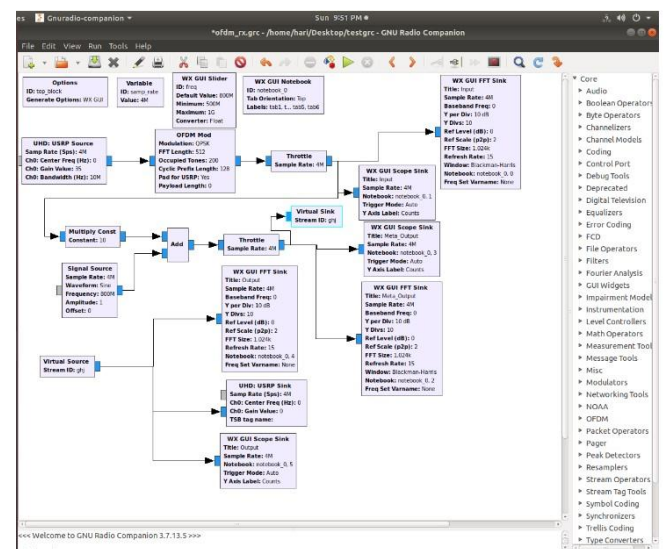 es Gnuradio-companion ▾
Sun 9:51 PM
*ofdm_rx.grc - /home/hari/Desktop/testgrc - GNU Radio Companion
File Edit View Run Tools Help
Options
ID: top_block
Generate Options: WX GUI
Variable
ID: samp_rate
Value: 4M
WX GUI Slider
ID: freq
Default Value: 800M
Minimum: 500M
Maximum: 1G
Converter: Float
WX GUI Notebook
ID: notebook_0
Tab Orientation: Top
Labels: tab1, t... tab5, tab6
WX GUI FFT Sink
Title: Input
Sample Rate: 4M
Baseband Freq: 0
Y per Div: 10 dB
Y Divs: 10
Ref Level (dB): 0
Ref Scale (p2p): 2
FFT Size: 1.024k
Refresh Rate: 15
Window: Blackman-Harris
Notebook: notebook_0, 0
Freq Set Varname: None
UHD: USRP Source
Samp Rate (Sps): 4M
Ch0: Center Freq (Hz): 0
Ch0: Gain Value: 35
Ch0: Bandwidth (Hz): 10M
OFDM Mod
Modulation: QPSK
FFT Length: 512
Occupied Tones: 200
Cyclic Prefix Length: 128
Pad for USRP: Yes
Payload Length: 0
Throttle
Sample Rate: 4M
WX GUI Scope Sink
Title: Input
Sample Rate: 4M
Notebook: notebook_0, 1
Trigger Mode: Auto
Y Axis Label: Counts
Virtual Sink
Stream ID: ghj
Multiply Const
Constant: 10
Add
Throttle
Sample Rate: 4M
WX GUI Scope Sink
Title: Meta_Output
Sample Rate: 4M
Notebook: notebook_0, 3
Trigger Mode: Auto
Y Axis Label: Counts
Signal Source
Sample Rate: 4M
Waveform: Sine
Frequency: 800M
Amplitude: 1
Offset: 0
WX GUI FFT Sink
Title: Output
Sample Rate: 4M
Baseband Freq: 0
Y per Div: 10 dB
Y Divs: 10
Ref Level (dB): 0
Ref Scale (p2p): 2
FFT Size: 1.024k
Refresh Rate: 15
Notebook: notebook_0, 4
Freq Set Varname: None
WX GUI FFT Sink
Title: Meta_Output
Sample Rate: 4M
Baseband Freq: 0
Y per Div: 10 dB
Y Divs: 10
Ref Level (dB): 0
Ref Scale (p2p): 2
FFT Size: 1.024k
Refresh Rate: 15
Window: Blackman-Harris
Notebook: notebook_0, 2
Freq Set Varname: None
Virtual Source
Stream ID: ghj
UHD: USRP Sink
Samp Rate (Sps): 4M
Ch0: Center Freq (Hz): 0
Ch0: Gain Value: 0
TSB tag name:
WX GUI Scope Sink
Title: Output
Sample Rate: 4M
Notebook: notebook_0, 5
Trigger Mode: Auto
Y Axis Label: Counts
Core
Audio
Boolean Operators
Byte Operators
Channelizers
Channel Models
Coding
Control Port
Debug Tools
Deprecated
Digital Television
Equalizers
Error Coding
FCD
File Operators
Filters
Fourier Analysis
GUI Widgets
Impairment Model
Instrumentation
Level Controllers
Math Operators
Measurement Tool
Message Tools
Misc
Modulators
Networking Tools
NOAA
OFDM
Packet Operators
Pager
Peak Detectors
Resamplers
Stream Operators
Stream Tag Tools
Symbol Coding
Synchronizers
Trellis Coding
Type Converters
<<< Welcome to GNU Radio Companion 3.7.13.5 >>>